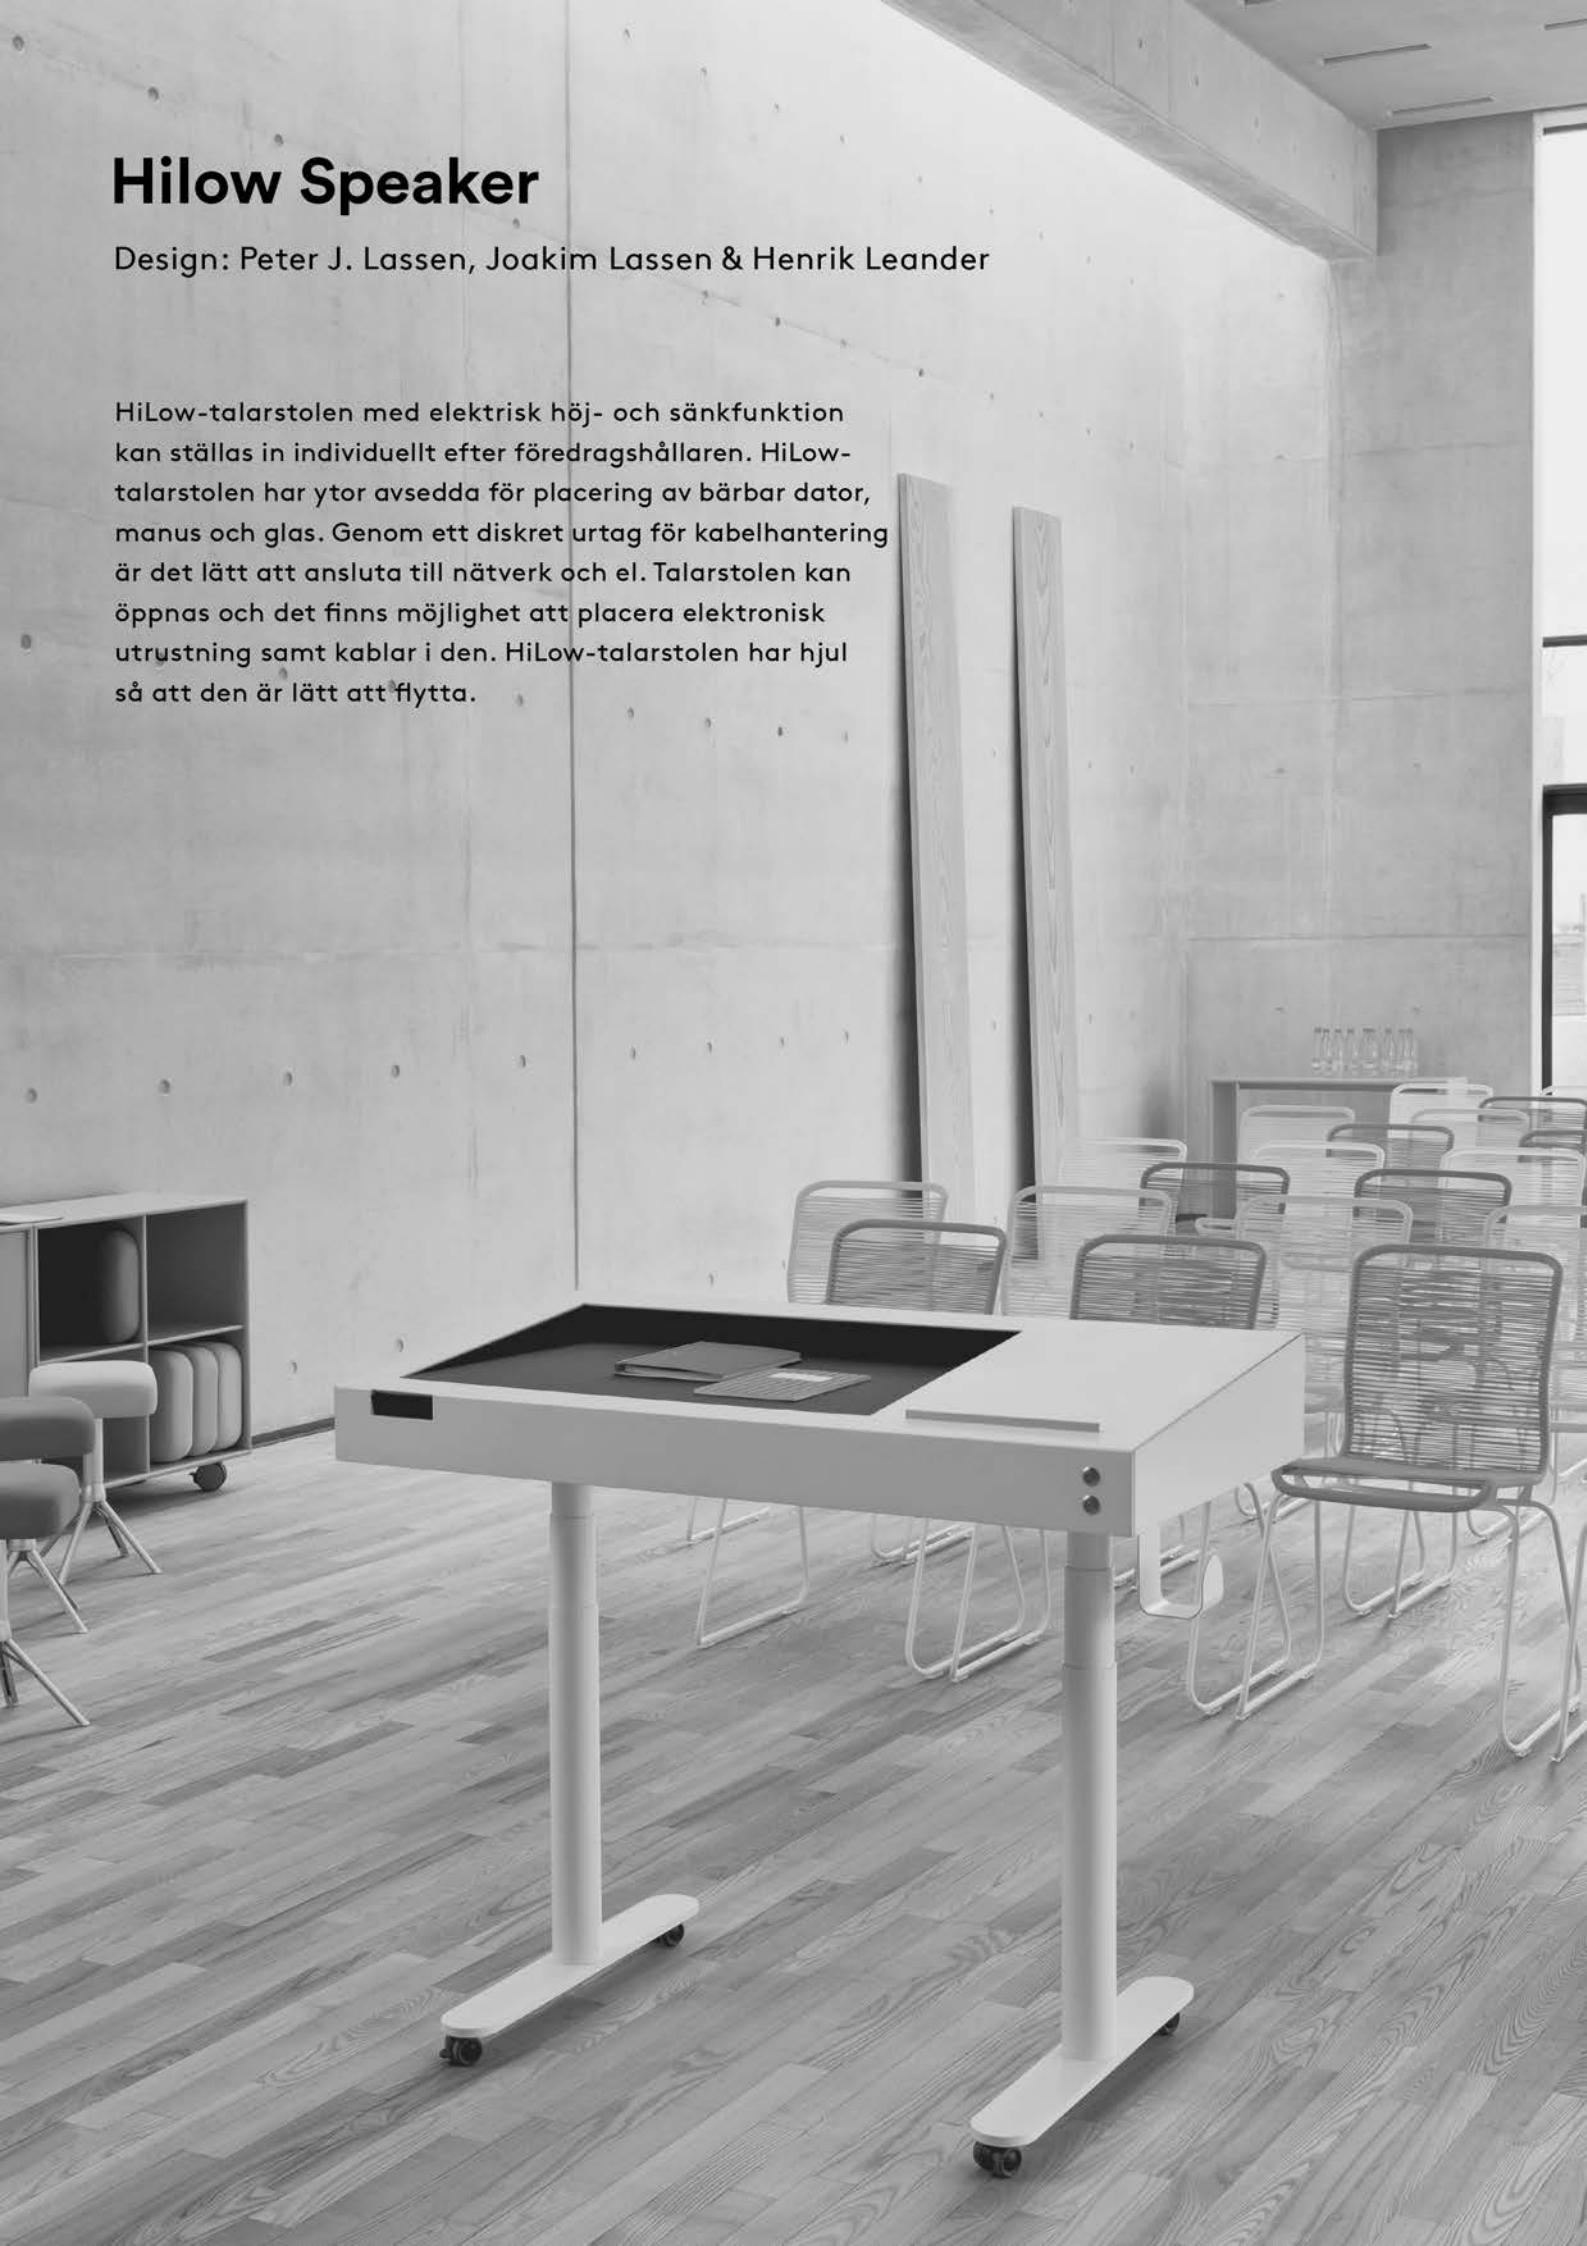 Hilow Speaker
Design: Peter J. Lassen, Joakim Lassen & Henrik Leander
HiLow-talarstolen med elektrisk höj- och sänkfunktion
kan ställas in individuellt efter föredragshållaren. HiLow-
talarstolen har ytor avsedda för placering av bärbar dator,
manus och glas. Genom ett diskret urtag för kabelhantering
är det lätt att ansluta till nätverk och el. Talarstolen kan
öppnas och det finns möjlighet att placera elektronisk
utrustning samt kablar i den. HiLow-talarstolen har hjul
så att den är lätt att flytta.